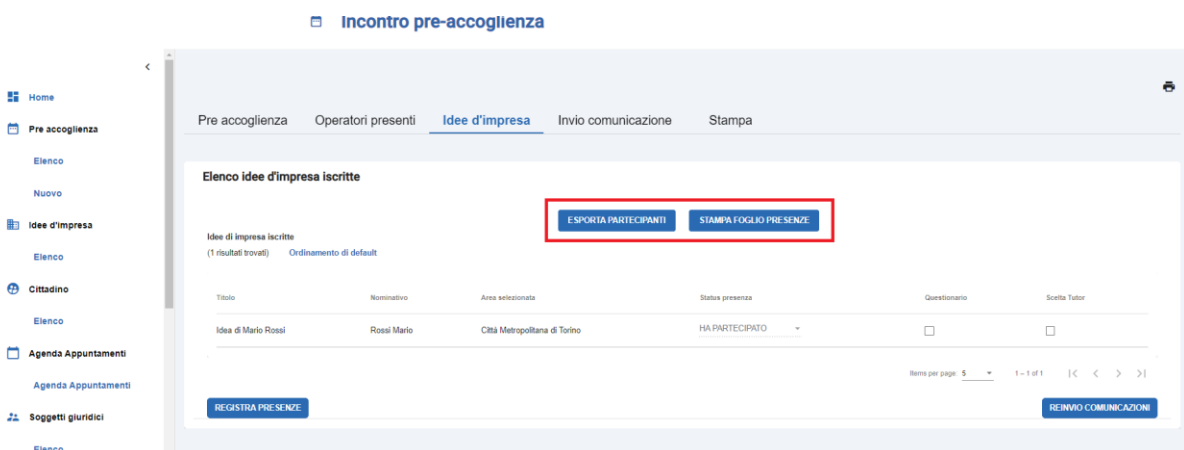 Incontro pre-accoglienza
Home
Pre accoglienza
Elenco
Nuovo
Idee d'impresa
Elenco
Cittadino
Elenco
Agenda Appuntamenti
Agenda Appuntamenti
Soggetti giuridici
Elenco
Pre accoglienza Operatori presenti Idee d'impresa Invio comunicazione Stampa
Elenco idee d'impresa iscritte
ESPORTA PARTECIPANTI STAMPA FOGLIO PRESENZE
Idee di impresa iscritte
(1 risultati trovati) Ordinamento di default
Titolo Nominativo Area selezionata Status presenza Questionario Scelta Tutor
Idea di Mario Rossi Rossi Mario Città Metropolitana di Torino HA PARTECIPATO
Items per page: 5 1 – 1 of 1
REGISTRA PRESENZE REINVIO COMUNICAZIONI